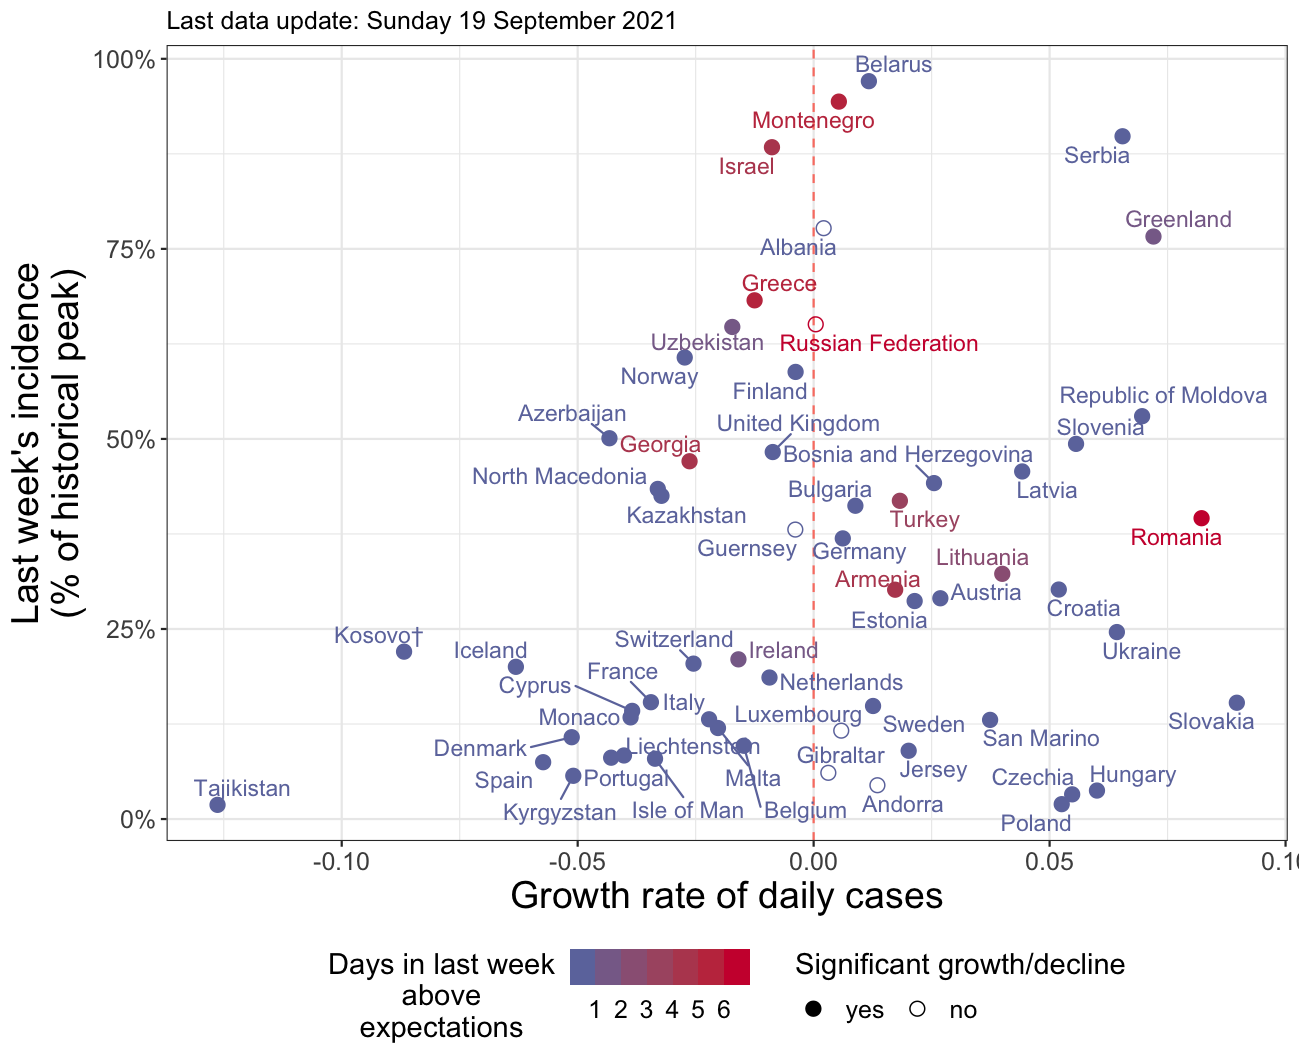 Last data update: Sunday 19 September 2021
100%
75%
50%
25%
0%
Last week's incidence
(% of historical peak)
Belarus
Montenegro
Israel
Serbia
Greenland
Albania
Greece
Uzbekistan
Russian Federation
Norway
Finland
Republic of Moldova
Azerbaijan
United Kingdom
Slovenia
Georgia
Bosnia and Herzegovina
North Macedonia
Bulgaria
Latvia
Kazakhstan
Turkey
Romania
Guernsey
Germany
Lithuania
Armenia
Austria
Estonia
Croatia
Kosovo†
Switzerland
Iceland
Ireland
Ukraine
France
Cyprus
Netherlands
Italy
Monaco
Luxembourg
Sweden
Slovakia
Denmark
Liechtenstein
San Marino
Gibraltar
Jersey
Spain
Portugal
Malta
Czechia
Hungary
Tajikistan
Kyrgyzstan
Isle of Man
Belgium
Andorra
Poland
-0.10
-0.05
0.00
0.05
0.10
Growth rate of daily cases
Days in last week
above
expectations
1 2 3 4 5 6
Significant growth/decline
yes
no